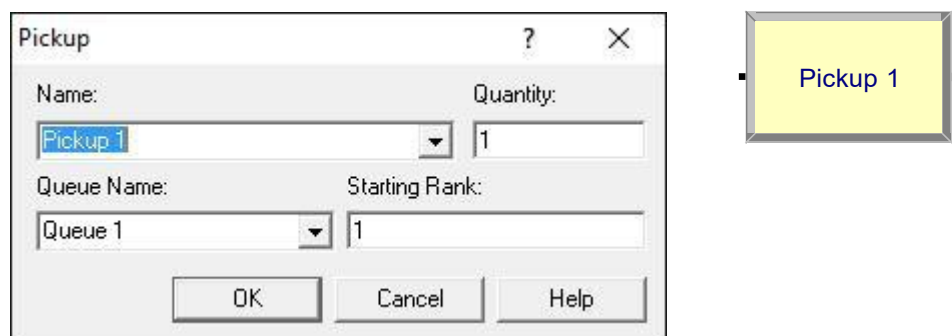 Pickup ? X
Name: Quantity:
Pickup 1 1
Queue Name: Starting Rank:
Queue 1 1
OK Cancel Help
Pickup 1